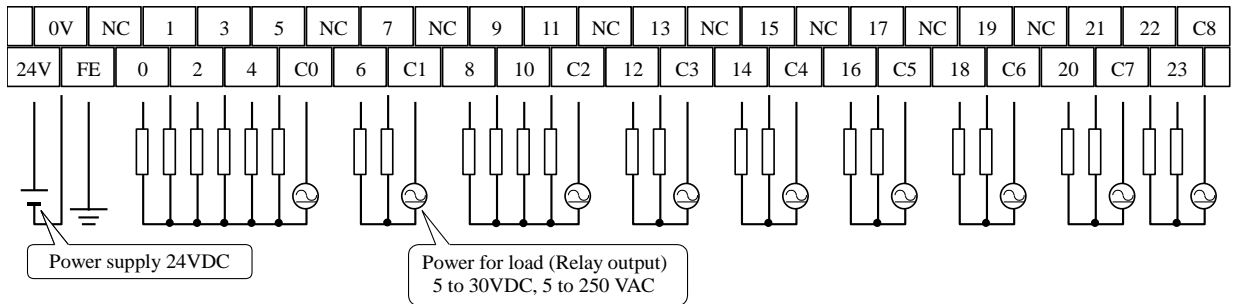 0V NC 1 3 5 NC 7 NC 9 11 NC 13 NC 15 NC 17 NC 19 NC 21 22 C8
24V FE 0 2 4 C0 6 C1 8 10 C2 12 C3 14 C4 16 C5 18 C6 20 C7 23
Power supply 24VDC
Power for load (Relay output)
5 to 30VDC, 5 to 250 VAC